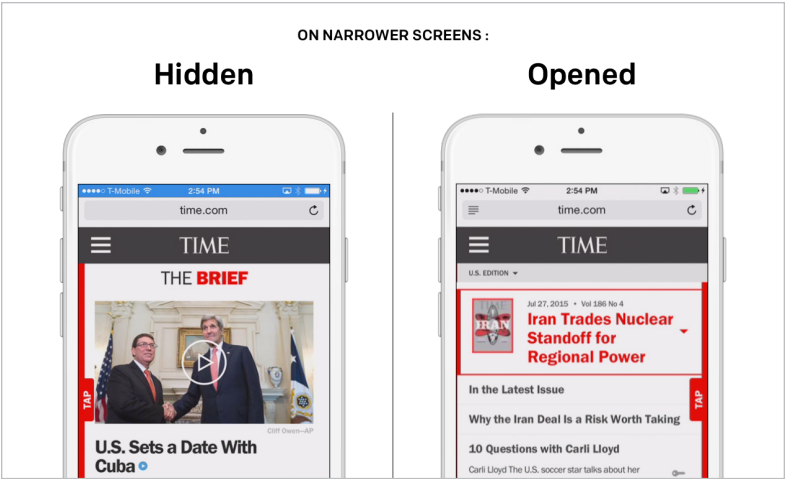 ON NARROWER SCREENS :
Hidden
T-Mobile 2:54 PM
time.com
TIME
THE BRIEF
TAP
Cliff Owen—AP
U.S. Sets a Date With
Cuba
Opened
T-Mobile 2:54 PM
time.com
TIME
U.S. EDITION
TIME
IRAN
Jul 27, 2015 • Vol 186 No 4
Iran Trades Nuclear
Standoff for
Regional Power
In the Latest Issue
Why the Iran Deal Is a Risk Worth Taking
TAP
10 Questions with Carli Lloyd
Carli Lloyd The U.S. soccer star talks about her